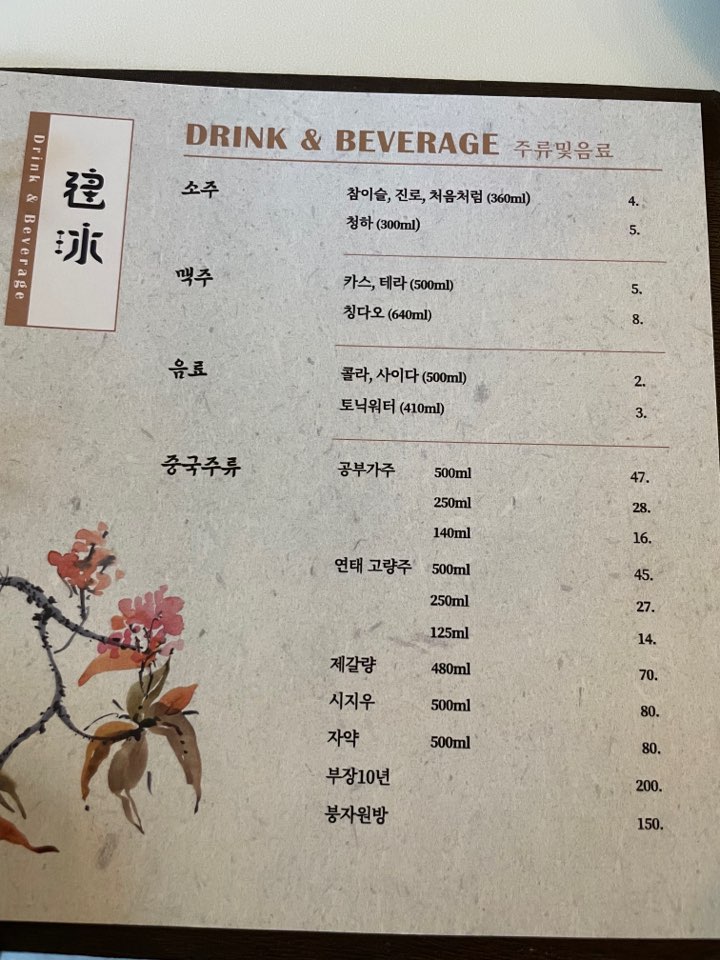 DRINK & BEVERAGE 주류및음료
Drink & Beverage
소주
참이슬, 진로, 처음처럼 (360ml) 4.
청하 (300ml) 5.
맥주
카스, 테라 (500ml) 5.
칭다오 (640ml) 8.
음료
콜라, 사이다 (500ml) 2.
토닉워터 (410ml) 3.
중국주류
공부가주 500ml 47.
250ml 28.
140ml 16.
연태 고량주 500ml 45.
250ml 27.
125ml 14.
제갈량 480ml 70.
시지우 500ml 80.
자약 500ml 80.
부장10년 200.
붕자원방 150.